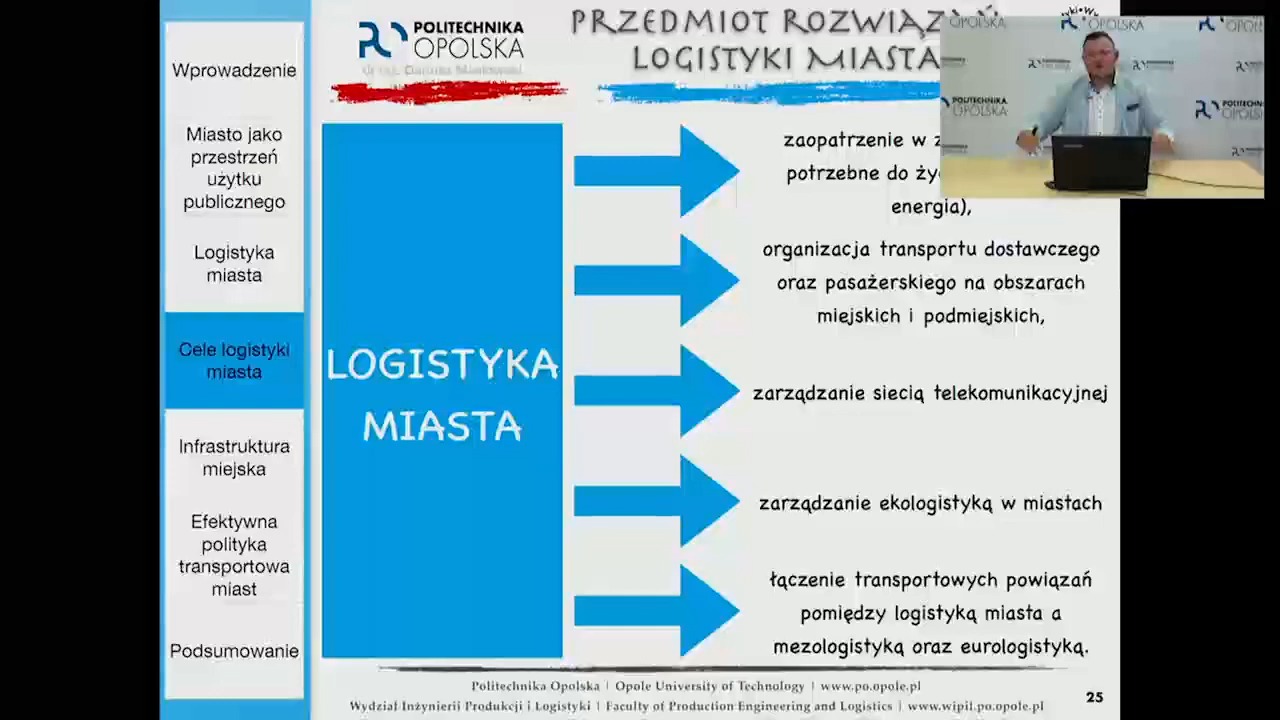 POLITECHNIKA
OPOLSKA
PRZEDMIOT ROZWIĄZAŃ
LOGISTYKI MIASTA
Wprowadzenie
Miasto jako
przestrzeń
użytku
publicznego
Logistyka
miasta
Cele logistyki
miasta
Infrastruktura
miejska
Efektywna
polityka
transportowa
miast
Podsumowanie
LOGISTYKA
MIASTA
zaopatrzenie w
potrzebne do
energia),
organizacja transportu dostawczego
oraz pasażerskiego na obszarach
miejskich i podmiejskich,
zarządzanie siecią telekomunikacyjnej
zarządzanie ekologistyką w miastach
łączenie transportowych powiązań
pomiędzy logistyką miasta a
mezologistyką oraz eurologistyką.
Politechnika Opolska | Opole University of Technology | www.po.opole.pl
Wydział Inżynierii Produkcji i Logistyki | Faculty of Production Engineering and Logistics | www.wipil.po.opole.pl
25
POLITECHNIKA
OPOLSKA